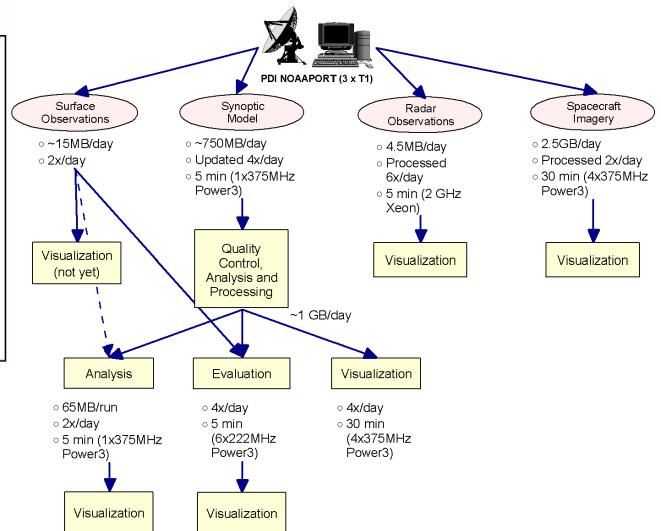 PDI NOAAPORT (3 x T1)
Surface
Observations
○ ~15MB/day
○ 2x/day
Synoptic
Model
○ ~750MB/day
○ Updated 4x/day
○ 5 min (1x375MHz
Power3)
Radar
Observations
○ 4.5MB/day
○ Processed
6x/day
○ 5 min (2 GHz
Xeon)
Spacecraft
Imagery
○ 2.5GB/day
○ Processed 2x/day
○ 30 min (4x375MHz
Power3)
Visualization
(not yet)
Quality
Control,
Analysis and
Processing
Visualization
Visualization
~1 GB/day
Analysis
○ 65MB/run
○ 2x/day
○ 5 min (1x375MHz
Power3)
Evaluation
○ 4x/day
○ 5 min
(6x222MHz
Power3)
Visualization
○ 4x/day
○ 30 min
(4x375MHz
Power3)
Visualization
Visualization